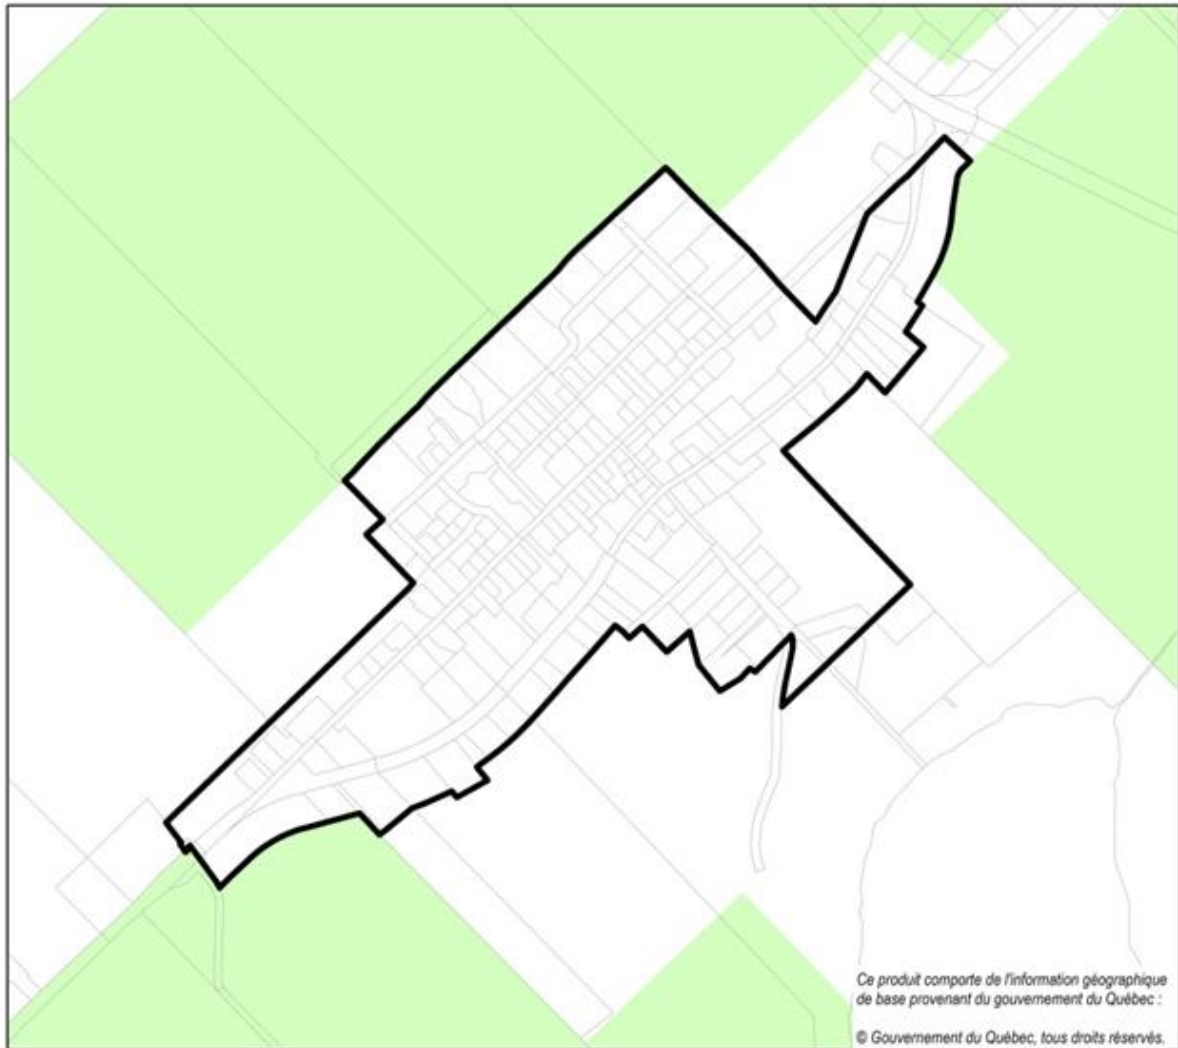 Ce produit comporte de l'information géographique
de base provenant du gouvernement du Québec :
© Gouvernement du Québec, tous droits réservés.